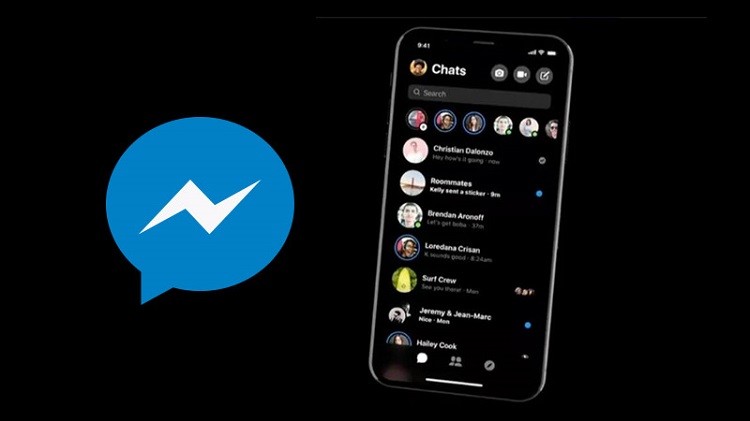 9:41
Chats
Search
Christian Dalonzo
Hey how's it going · now
Roommates
Kelly sent a sticker · 9m
Brendan Aronoff
Let's get boba · 37m
Loredana Crisan
K sounds good · 8:24am
Surf Crew
See you there! · Mon
Jeremy & Jean-Marc
Nice · Mon
Hailey Cook